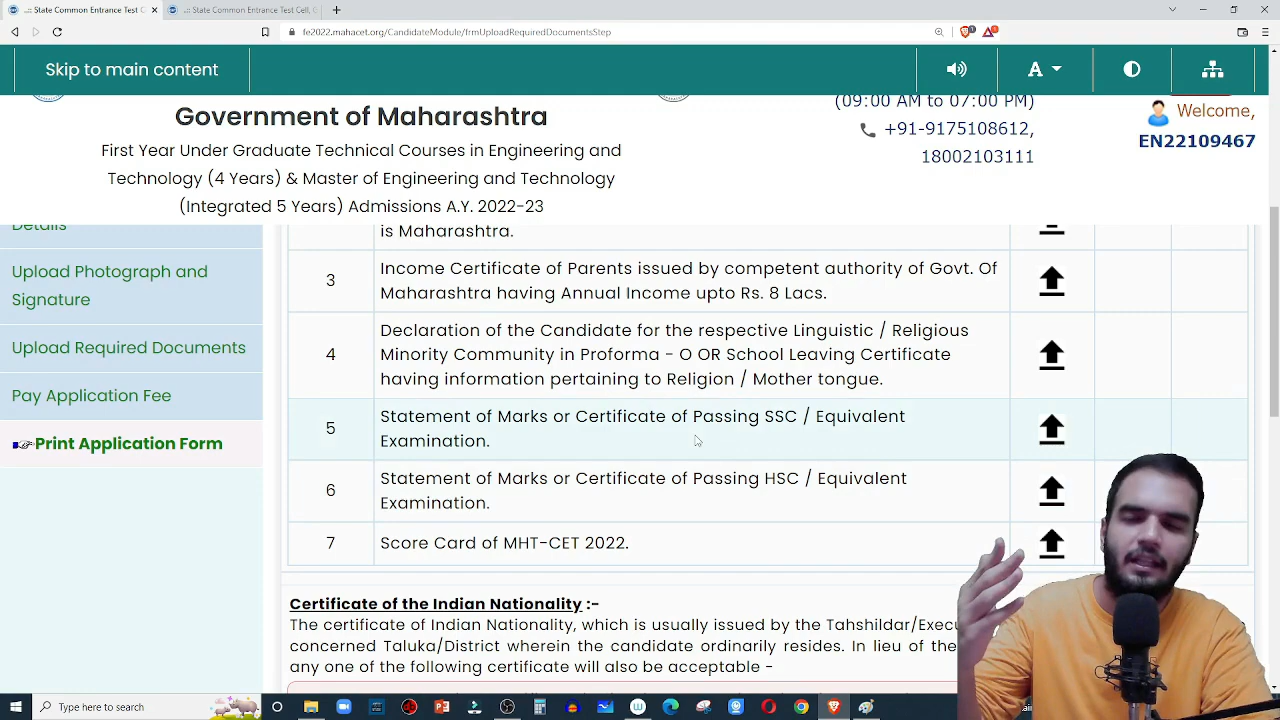 .:: State Common Entrance Test C
.:: State Common Entrance Test Cell, G
fe2022.mahacet.org/CandidateModule/frmUploadRequiredDocumentsStep
Skip to main content
A
Government of Maharashtra
First Year Under Graduate Technical Courses in Engineering and
Technology (4 Years) & Master of Engineering and Technology
(Integrated 5 Years) Admissions A.Y. 2022-23
(09:00 AM to 07:00 PM)
+91-9175108612,
18002103111
Welcome,
EN22109467
Details
Upload Photograph and
Signature
Upload Required Documents
Pay Application Fee
Print Application Form
is Maharashtra.
3 Income Certificate of Parents issued by competent authority of Govt. Of
Maharashtra having Annual Income upto Rs. 8 Lacs.
4 Declaration of the Candidate for the respective Linguistic / Religious
Minority Community in Proforma - O OR School Leaving Certificate
having information pertaining to Religion / Mother tongue.
5 Statement of Marks or Certificate of Passing SSC / Equivalent
Examination.
6 Statement of Marks or Certificate of Passing HSC / Equivalent
Examination.
7 Score Card of MHT-CET 2022.
Certificate of the Indian Nationality :-
The certificate of Indian Nationality, which is usually issued by the Tahshildar/Execu
concerned Taluka/District wherein the candidate ordinarily resides. In lieu of the
any one of the following certificate will also be acceptable -
Type here to search